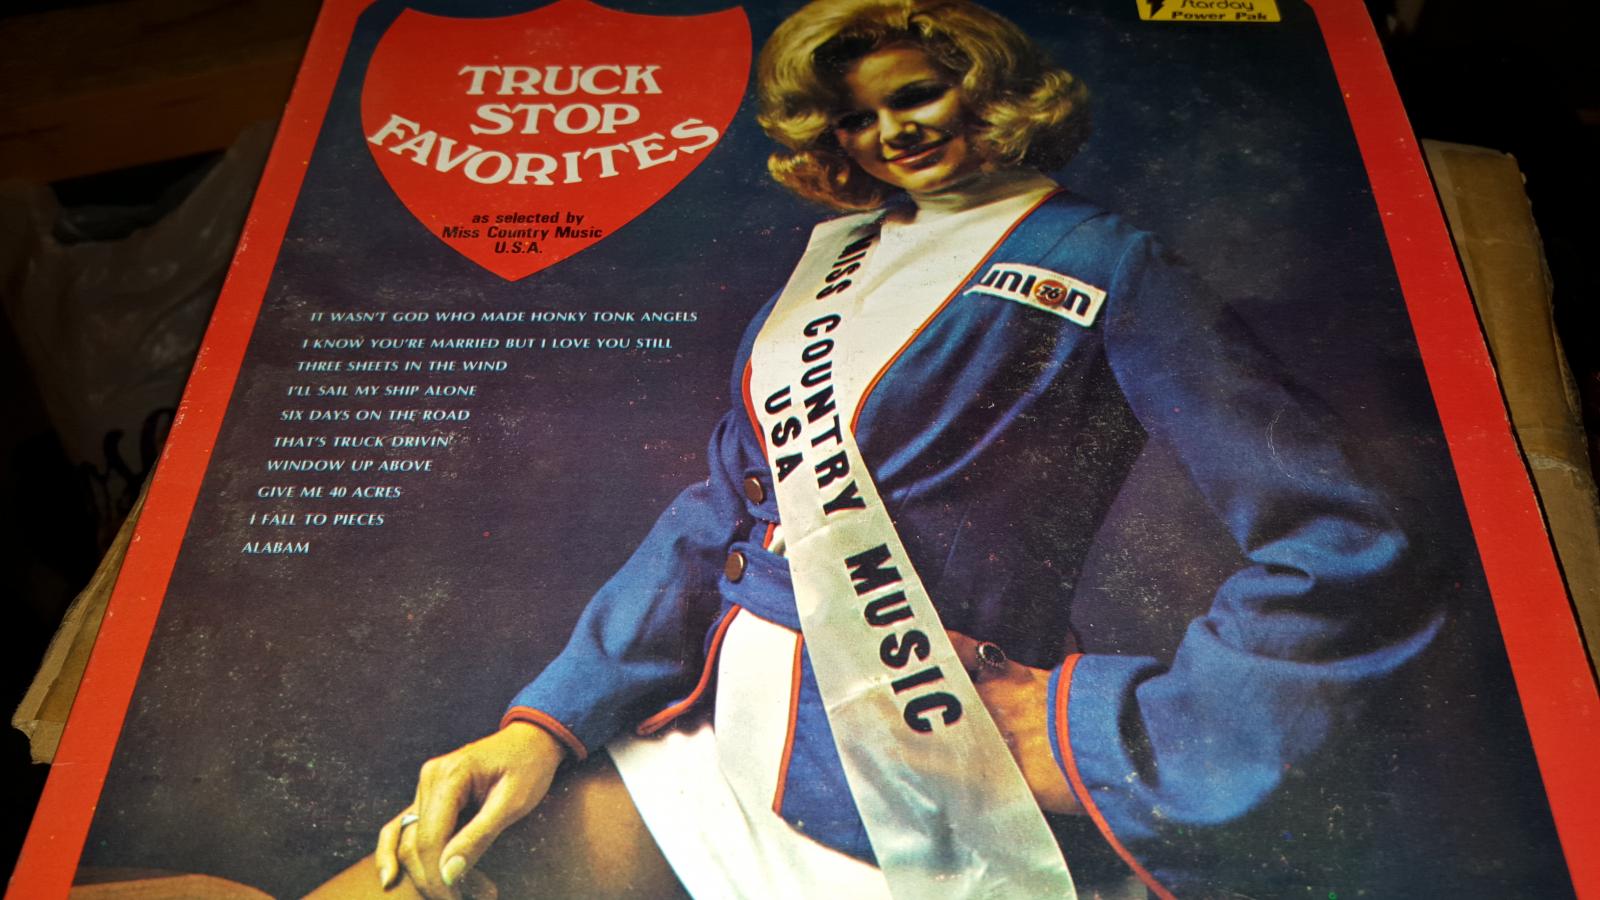 Starday
Power Pak
TRUCK
STOP
FAVORITES
as selected by
Miss Country Music
U.S.A.
IT WASN'T GOD WHO MADE HONKY TONK ANGELS
I KNOW YOU'RE MARRIED BUT I LOVE YOU STILL
THREE SHEETS IN THE WIND
I'LL SAIL MY SHIP ALONE
SIX DAYS ON THE ROAD
THAT'S TRUCK DRIVIN'
WINDOW UP ABOVE
GIVE ME 40 ACRES
I FALL TO PIECES
ALABAM
UNION
76
MISS COUNTRY MUSIC
USA